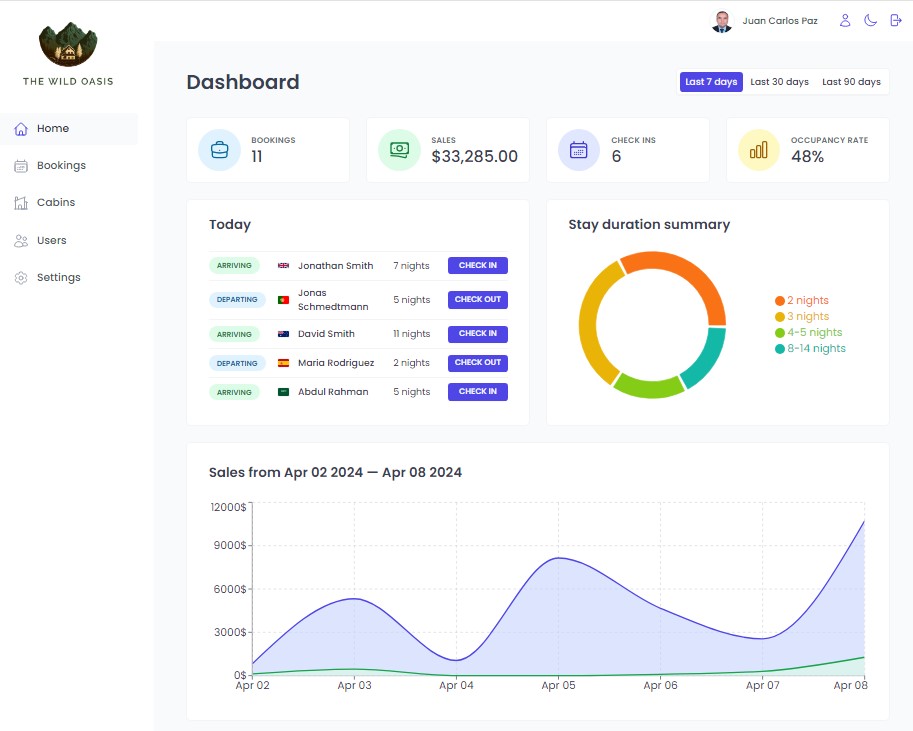 Juan Carlos Paz
THE WILD OASIS
Home
Bookings
Cabins
Users
Settings
Dashboard
Last 7 days Last 30 days Last 90 days
BOOKINGS
11
SALES
$33,285.00
CHECK INS
6
OCCUPANCY RATE
48%
Today
ARRIVING Jonathan Smith 7 nights CHECK IN
DEPARTING Jonas Schmedtmann 5 nights CHECK OUT
ARRIVING David Smith 11 nights CHECK IN
DEPARTING Maria Rodriguez 2 nights CHECK OUT
ARRIVING Abdul Rahman 5 nights CHECK IN
Stay duration summary
2 nights
3 nights
4-5 nights
8-14 nights
Sales from Apr 02 2024 — Apr 08 2024
12000$
9000$
6000$
3000$
0$
Apr 02 Apr 03 Apr 04 Apr 05 Apr 06 Apr 07 Apr 08